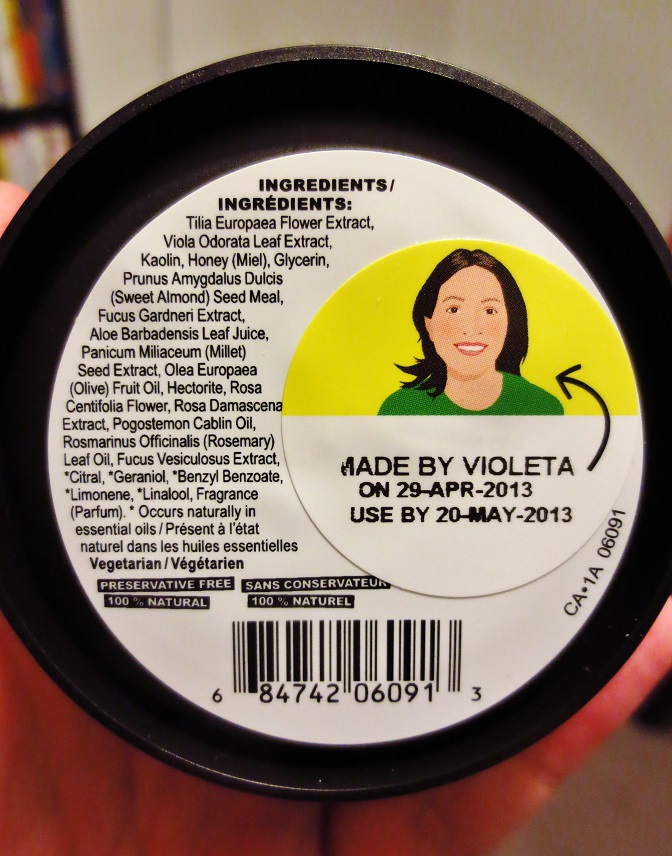 INGREDIENTS/
INGRÉDIENTS:
Tilia Europaea Flower Extract,
Viola Odorata Leaf Extract,
Kaolin, Honey (Miel), Glycerin,
Prunus Amygdalus Dulcis
(Sweet Almond) Seed Meal,
Fucus Gardneri Extract,
Aloe Barbadensis Leaf Juice,
Panicum Miliaceum (Millet)
Seed Extract, Olea Europaea
(Olive) Fruit Oil, Hectorite, Rosa
Centifolia Flower, Rosa Damascena
Extract, Pogostemon Cablin Oil,
Rosmarinus Officinalis (Rosemary)
Leaf Oil, Fucus Vesiculosus Extract,
*Citral, *Geraniol, *Benzyl Benzoate,
*Limonene, *Linalool, Fragrance
(Parfum). * Occurs naturally in
essential oils / Présent à l'état
naturel dans les huiles essentielles
Vegetarian / Végétarien
PRESERVATIVE FREE SANS CONSERVATEUR
100 % NATURAL 100 % NATUREL
6 84742 06091 3
MADE BY VIOLETA
ON 29-APR-2013
USE BY 20-MAY-2013
CA•1A 06091